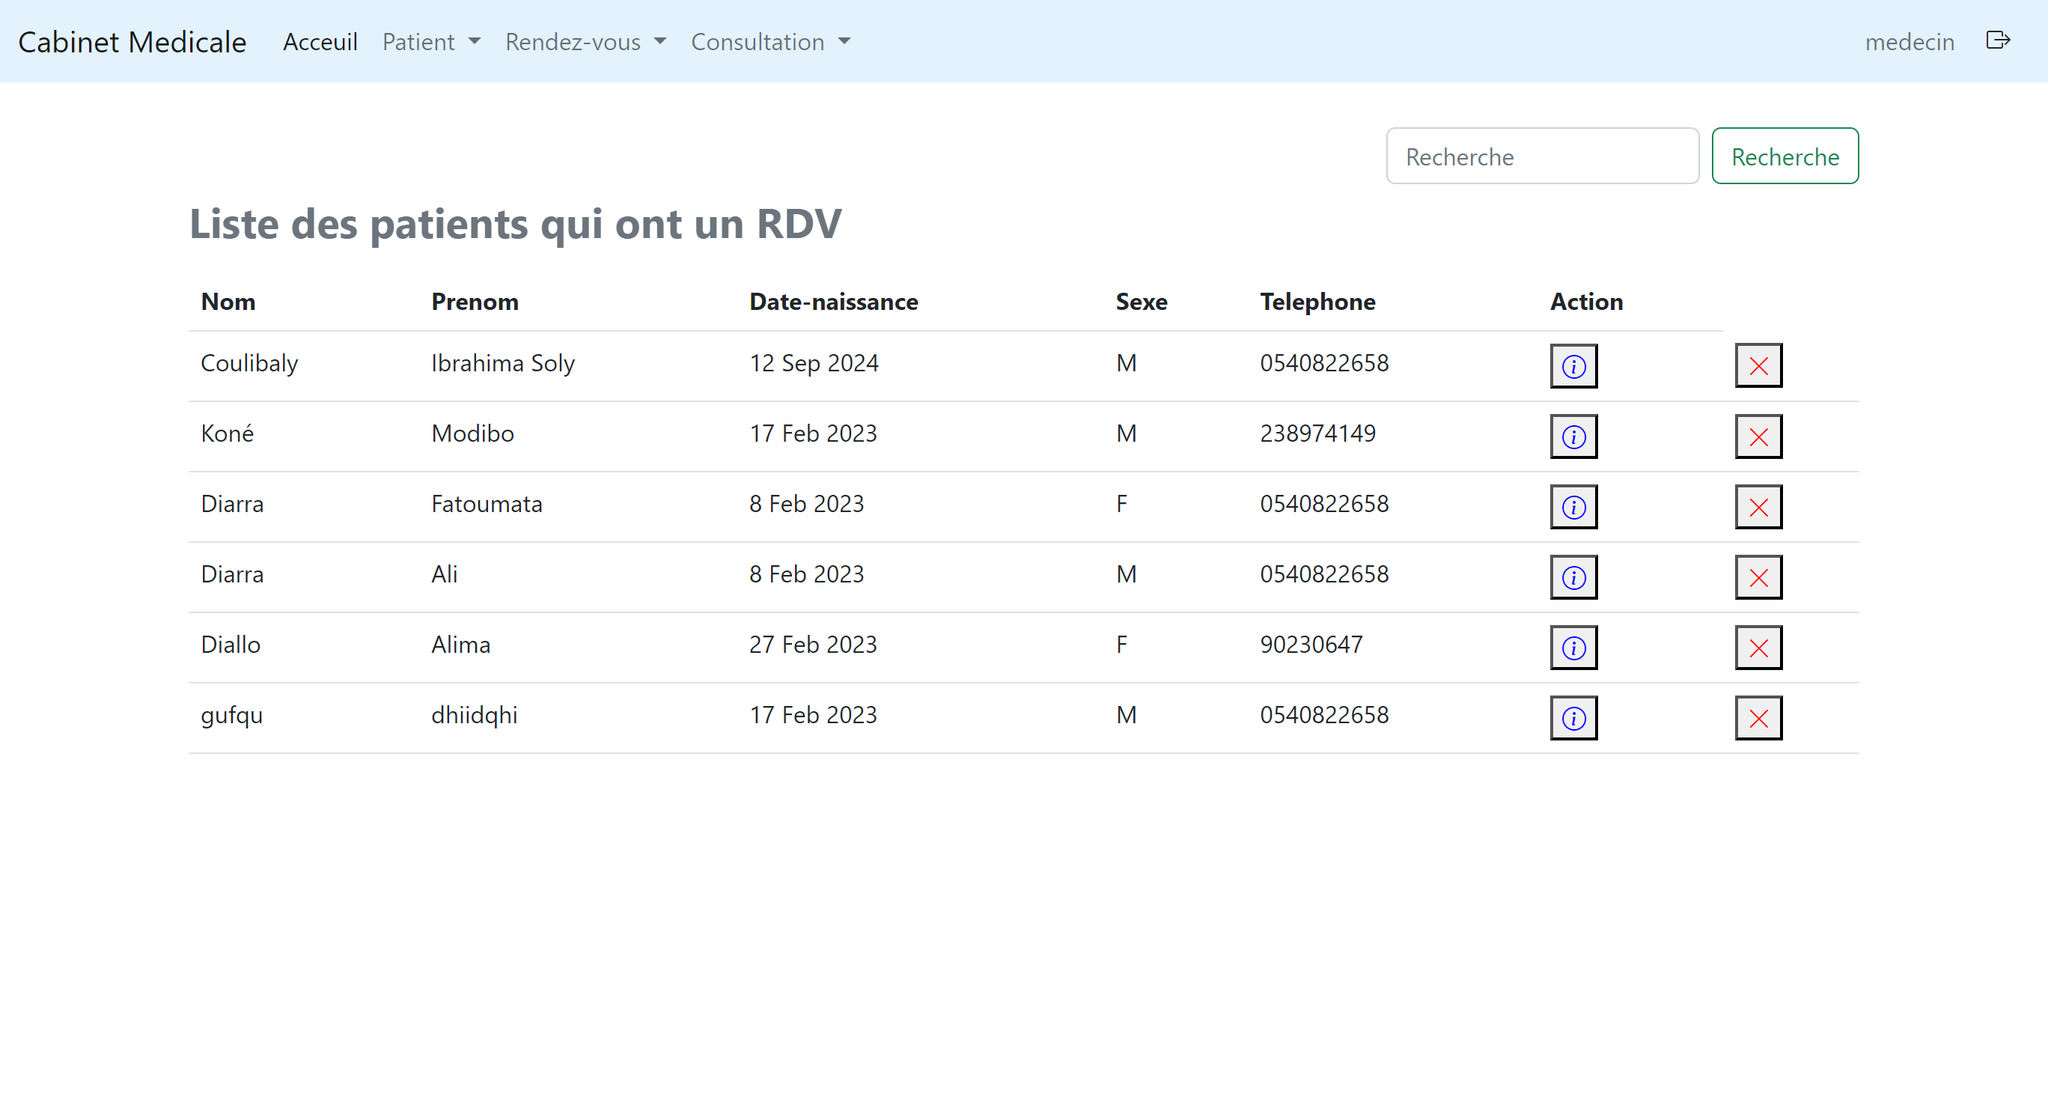 Cabinet Medicale Acceuil Patient Rendez-vous Consultation medecin
Recherche Recherche
Liste des patients qui ont un RDV
Nom Prenom Date-naissance Sexe Telephone Action
Coulibaly Ibrahima Soly 12 Sep 2024 M 0540822658
Koné Modibo 17 Feb 2023 M 238974149
Diarra Fatoumata 8 Feb 2023 F 0540822658
Diarra Ali 8 Feb 2023 M 0540822658
Diallo Alima 27 Feb 2023 F 90230647
gufqu dhiidqhi 17 Feb 2023 M 0540822658